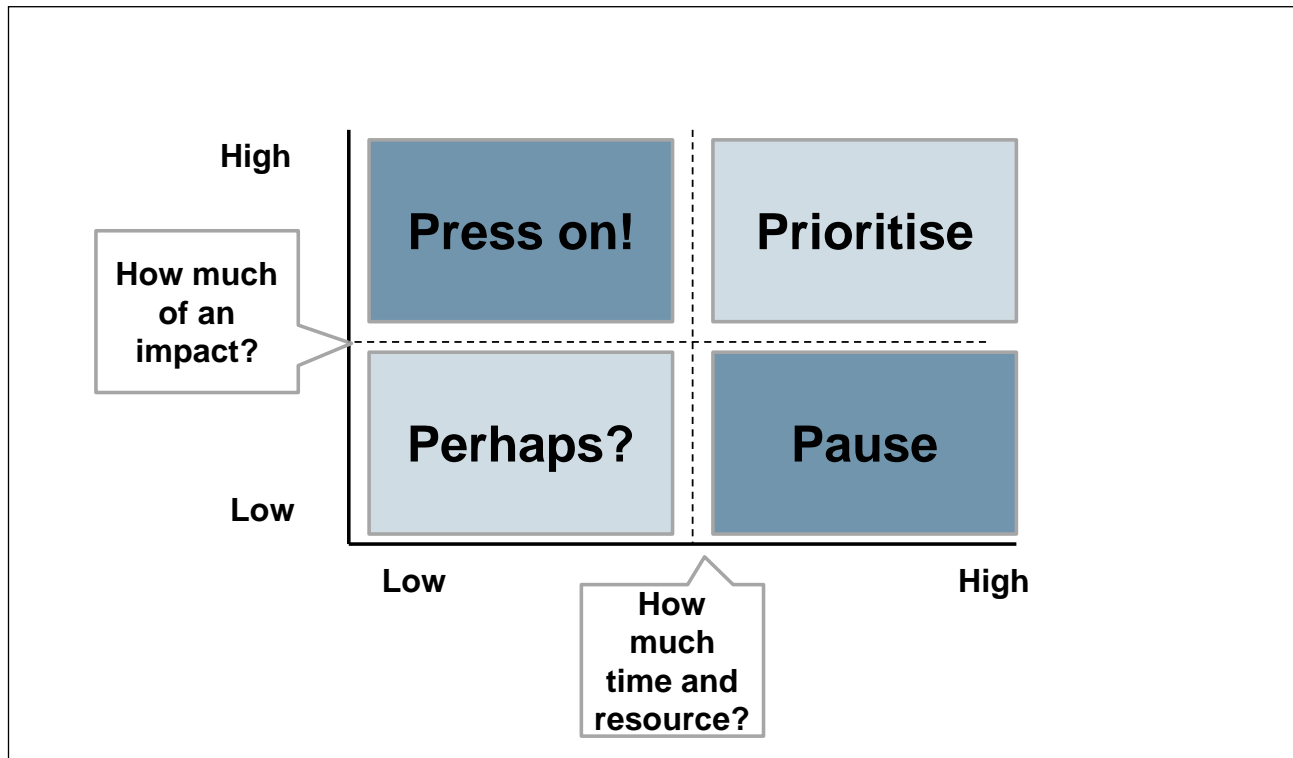 High
Press on!
Prioritise
How much
of an
impact?
Perhaps?
Pause
Low
Low
High
How
much
time and
resource?